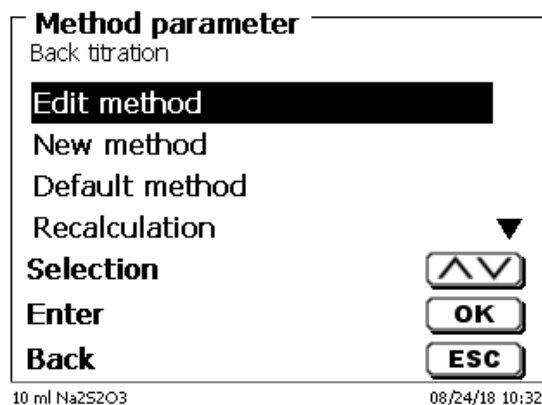 Method parameter
Back titration
Edit method
New method
Default method
Recalculation
Selection
Enter OK
Back ESC
10 ml Na2S2O3 08/24/18 10:32